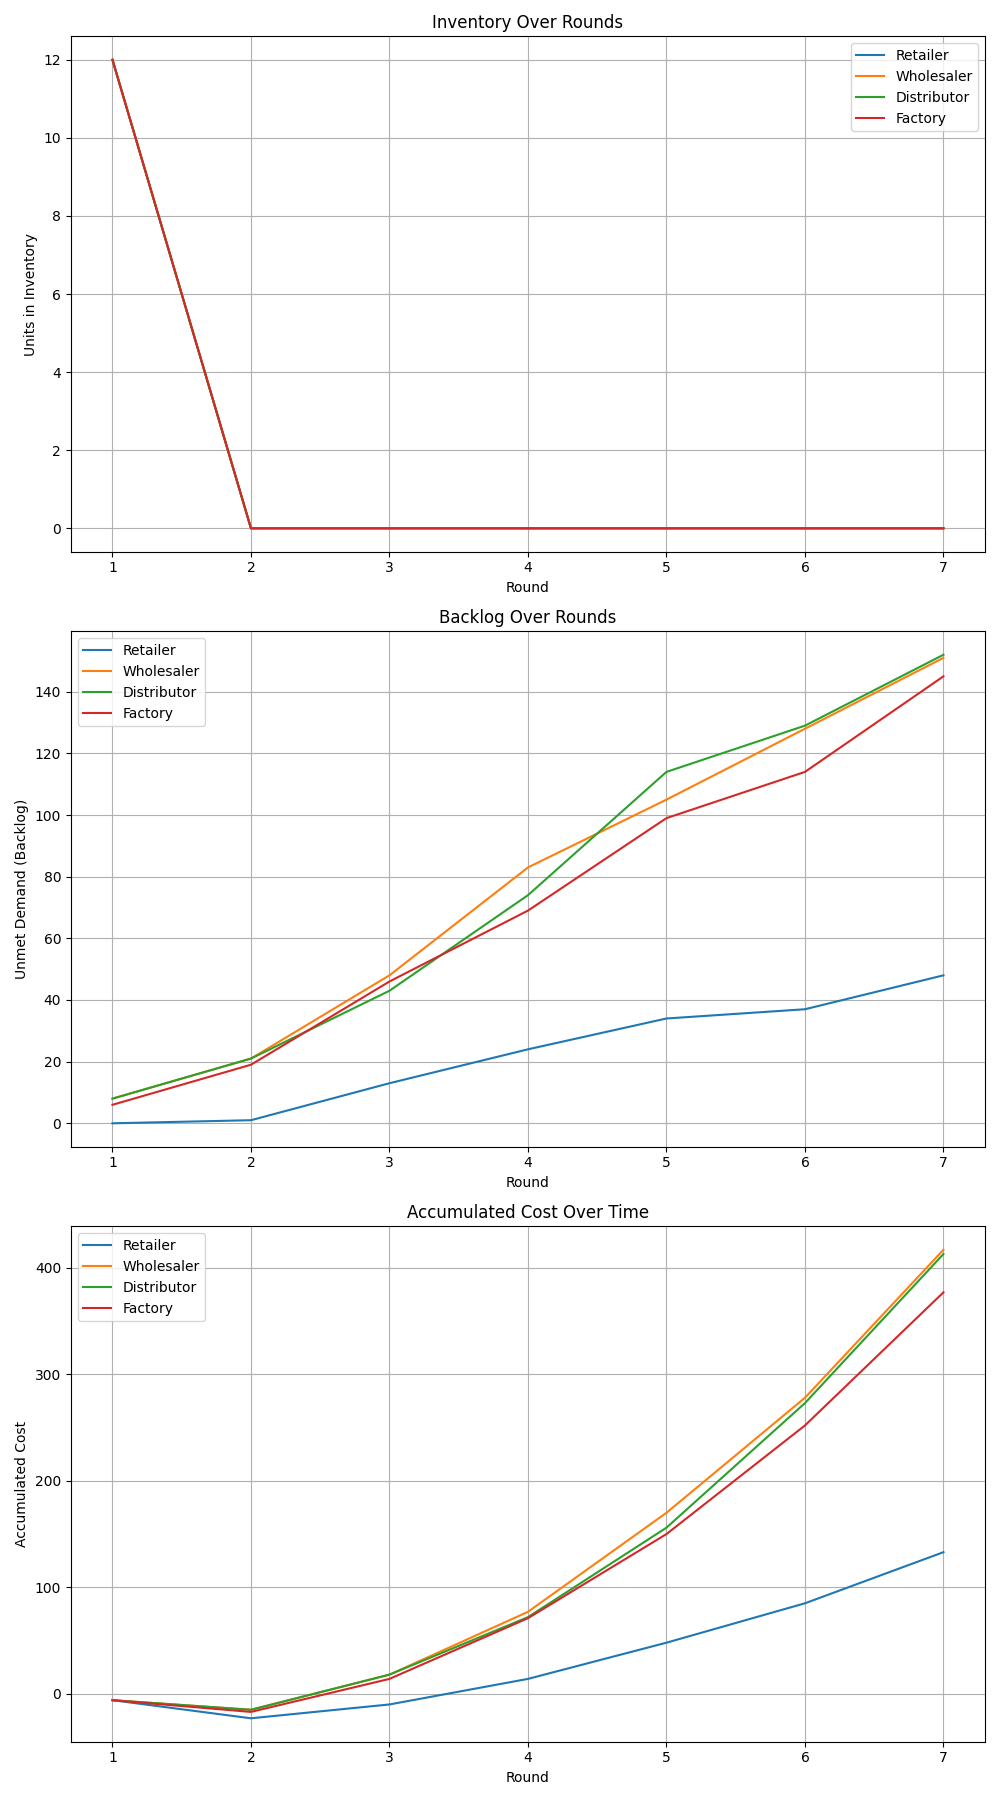 Inventory Over Rounds
Retailer
Wholesaler
Distributor
Factory
12
10
8
6
4
2
0
Units in Inventory
1 2 3 4 5 6 7
Round
Backlog Over Rounds
Retailer
Wholesaler
Distributor
Factory
140
120
100
80
60
40
20
0
Unmet Demand (Backlog)
1 2 3 4 5 6 7
Round
Accumulated Cost Over Time
Retailer
Wholesaler
Distributor
Factory
400
300
200
100
0
Accumulated Cost
1 2 3 4 5 6 7
Round